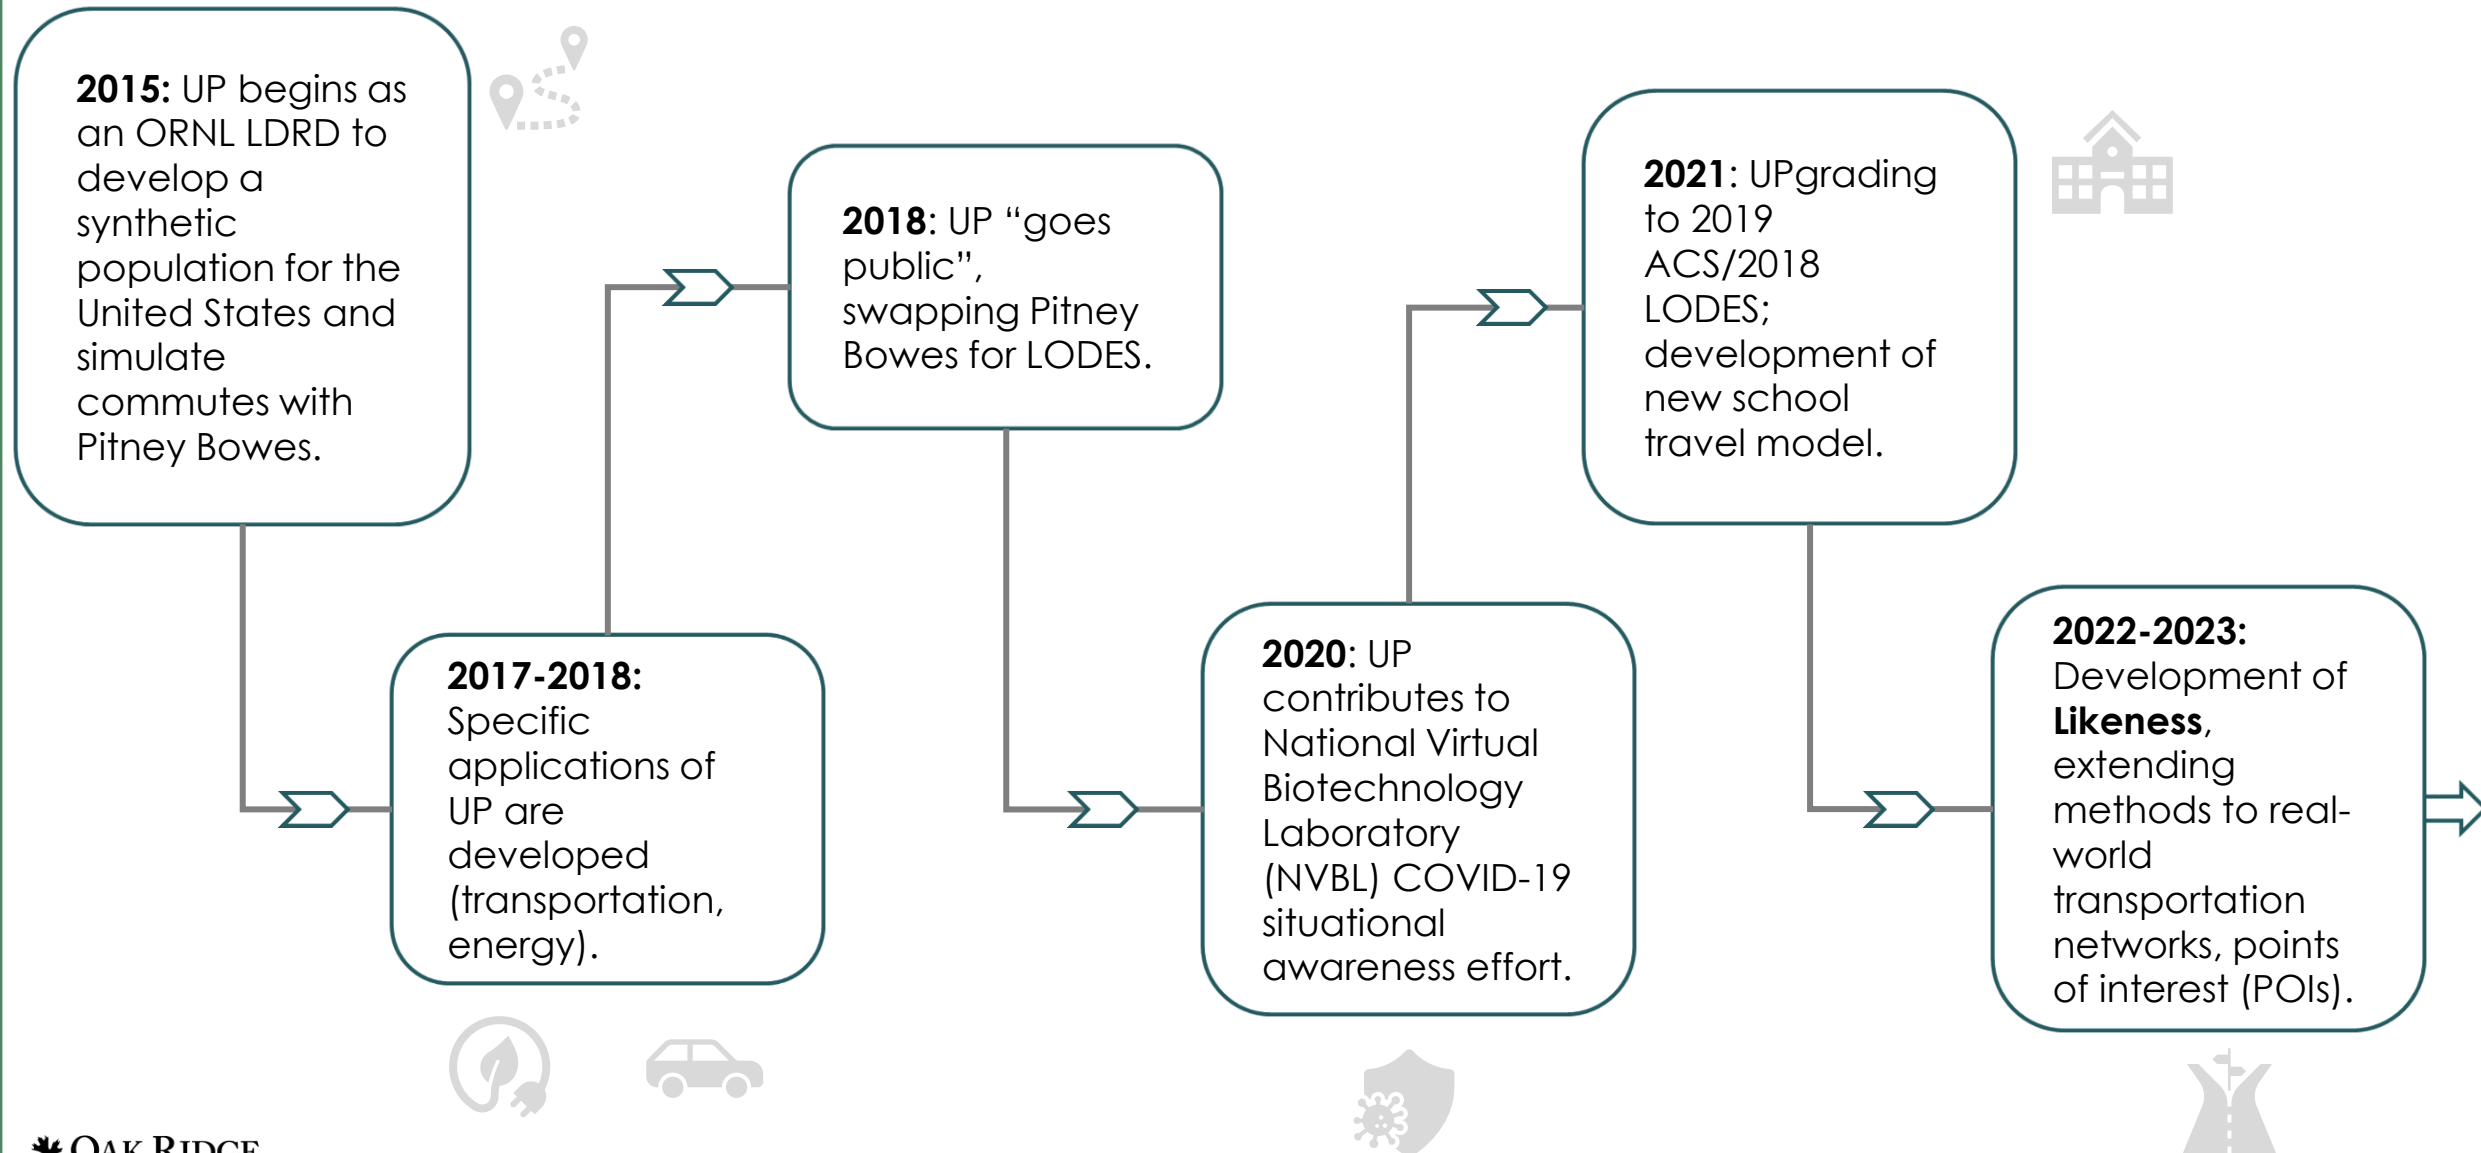 2015: UP begins as
an ORNL LDRD to
develop a
synthetic
population for the
United States and
simulate
commutes with
Pitney Bowes.
2017-2018:
Specific
applications of
UP are
developed
(transportation,
energy).
2018: UP “goes
public”,
swapping Pitney
Bowes for LODES.
2020: UP
contributes to
National Virtual
Biotechnology
Laboratory
(NVBL) COVID-19
situational
awareness effort.
2021: UPgrading
to 2019
ACS/2018
LODES;
development of
new school
travel model.
2022-2023:
Development of
Likeness,
extending
methods to real-
world
transportation
networks, points
of interest (POIs).
OAK RIDGE